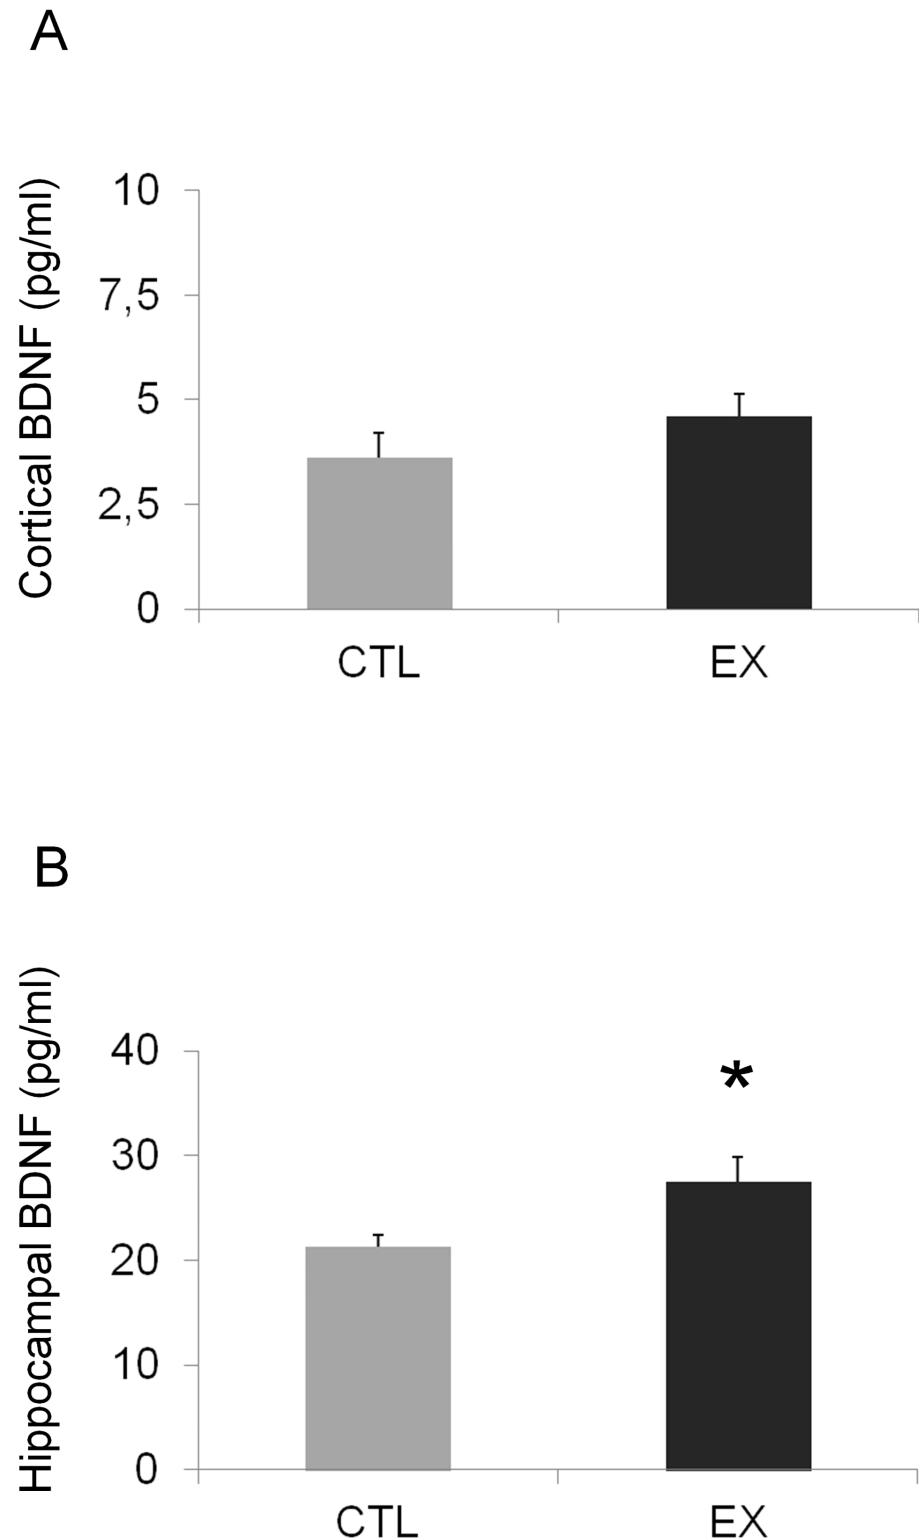 A
Cortical BDNF (pg/ml)
10
7,5
5
2,5
0
CTL EX
B
Hippocampal BDNF (pg/ml)
40
*
30
20
10
0
CTL EX